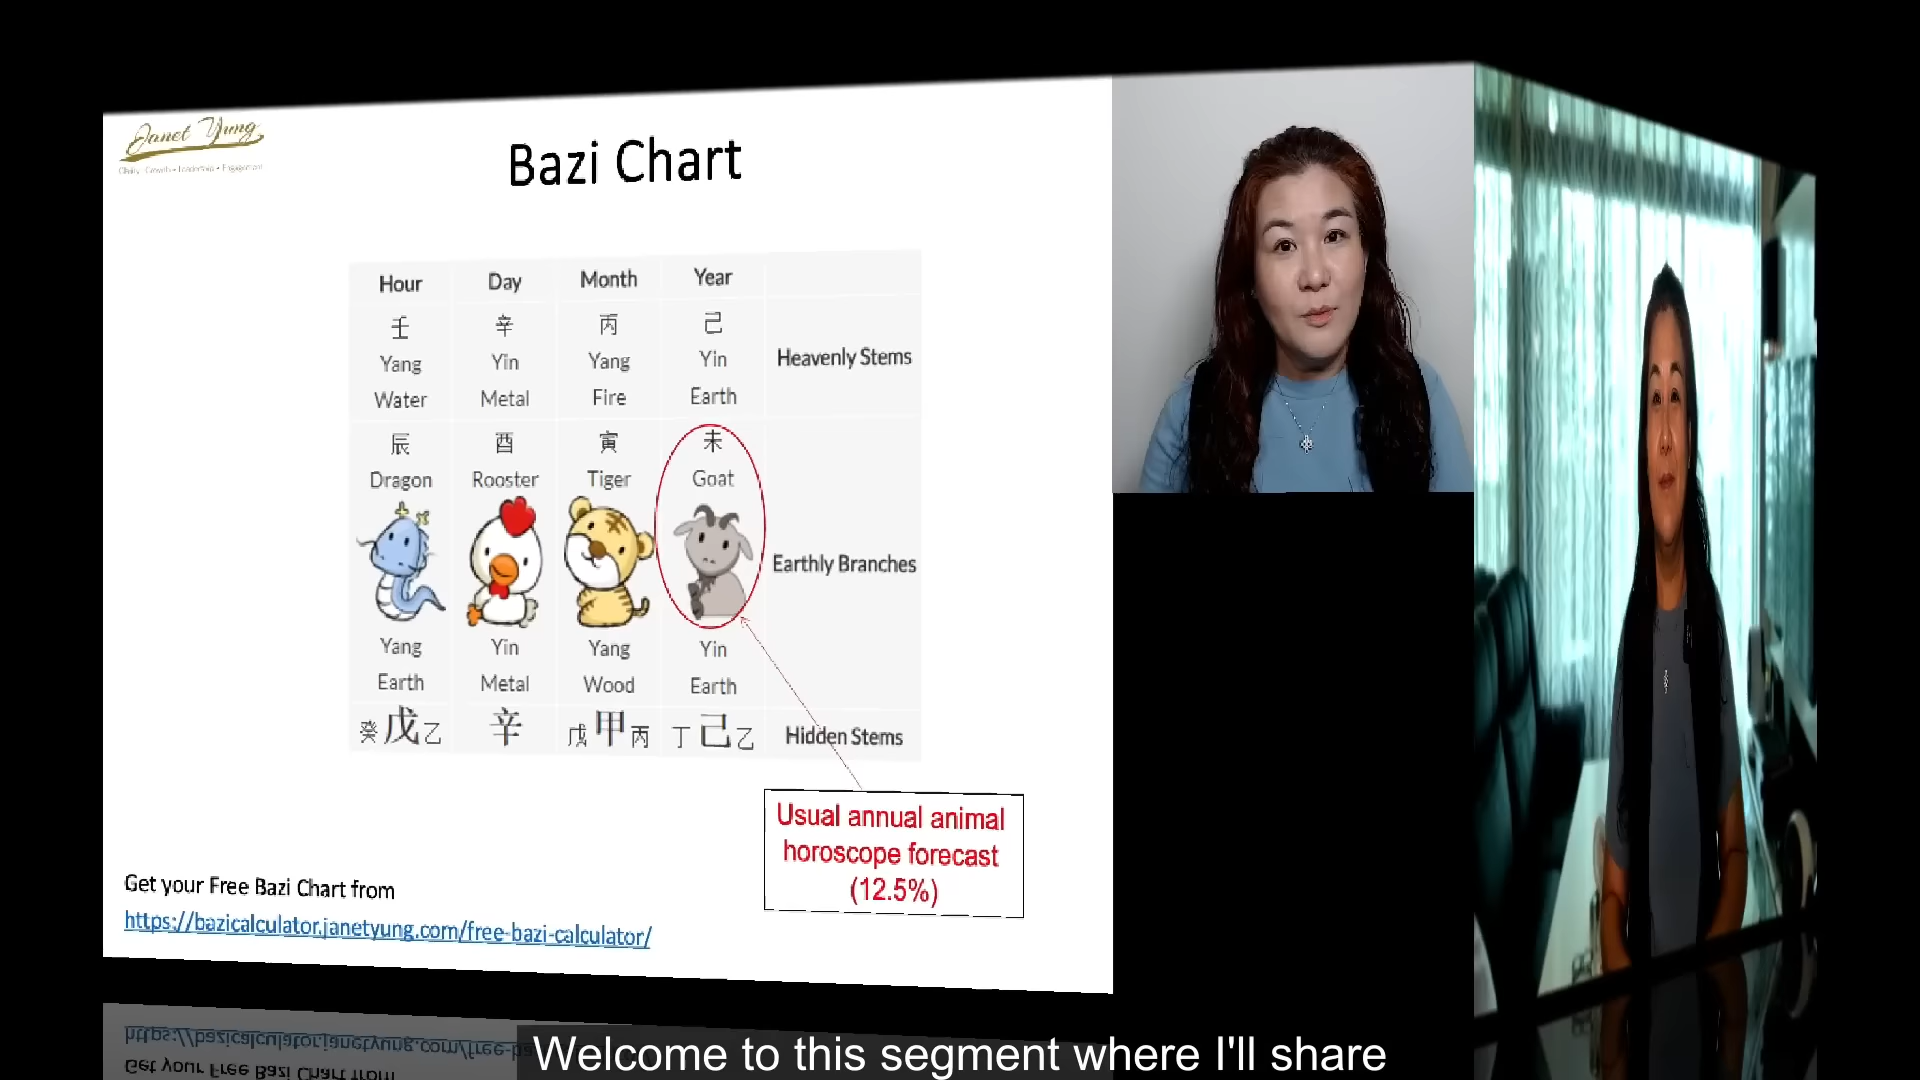 Janet Yung
Clarity • Growth • Leadership • Engagement
Bazi Chart
Hour Day Month Year
壬 辛 丙 己
Yang Yin Yang Yin
Heavenly Stems
Water Metal Fire Earth
辰 酉 寅 未
Dragon Rooster Tiger Goat
Earthly Branches
Yang Yin Yang Yin
Earth Metal Wood Earth
癸戊乙 辛 戊甲丙 丁己乙 Hidden Stems
Usual annual animal
horoscope forecast
(12.5%)
Get your Free Bazi Chart from
https://bazicalculator.janetyung.com/free-bazi-calculator/
Welcome to this segment where I'll share